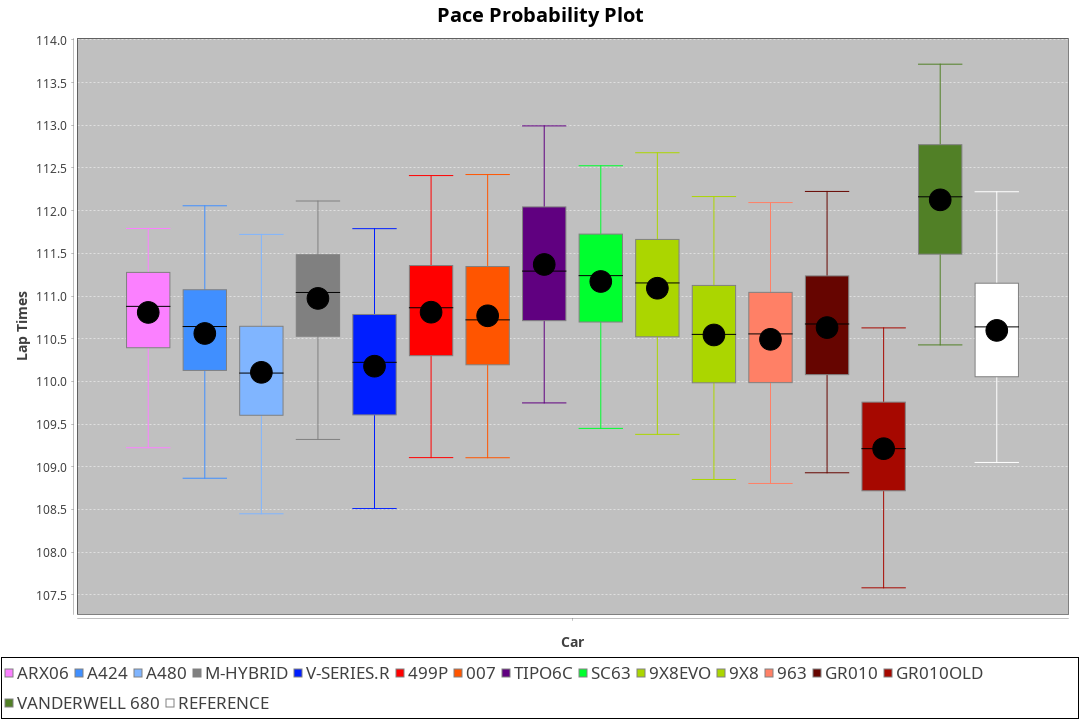 Pace Probability Plot
114.0
113.5
113.0
112.5
112.0
111.5
111.0
110.5
110.0
109.5
109.0
108.5
108.0
107.5
Lap Times
Car
ARX06 A424 A480 M-HYBRID V-SERIES.R 499P 007 TIPO6C SC63 9X8EVO 9X8 963 GR010 GR010OLD
VANDERWELL 680 REFERENCE